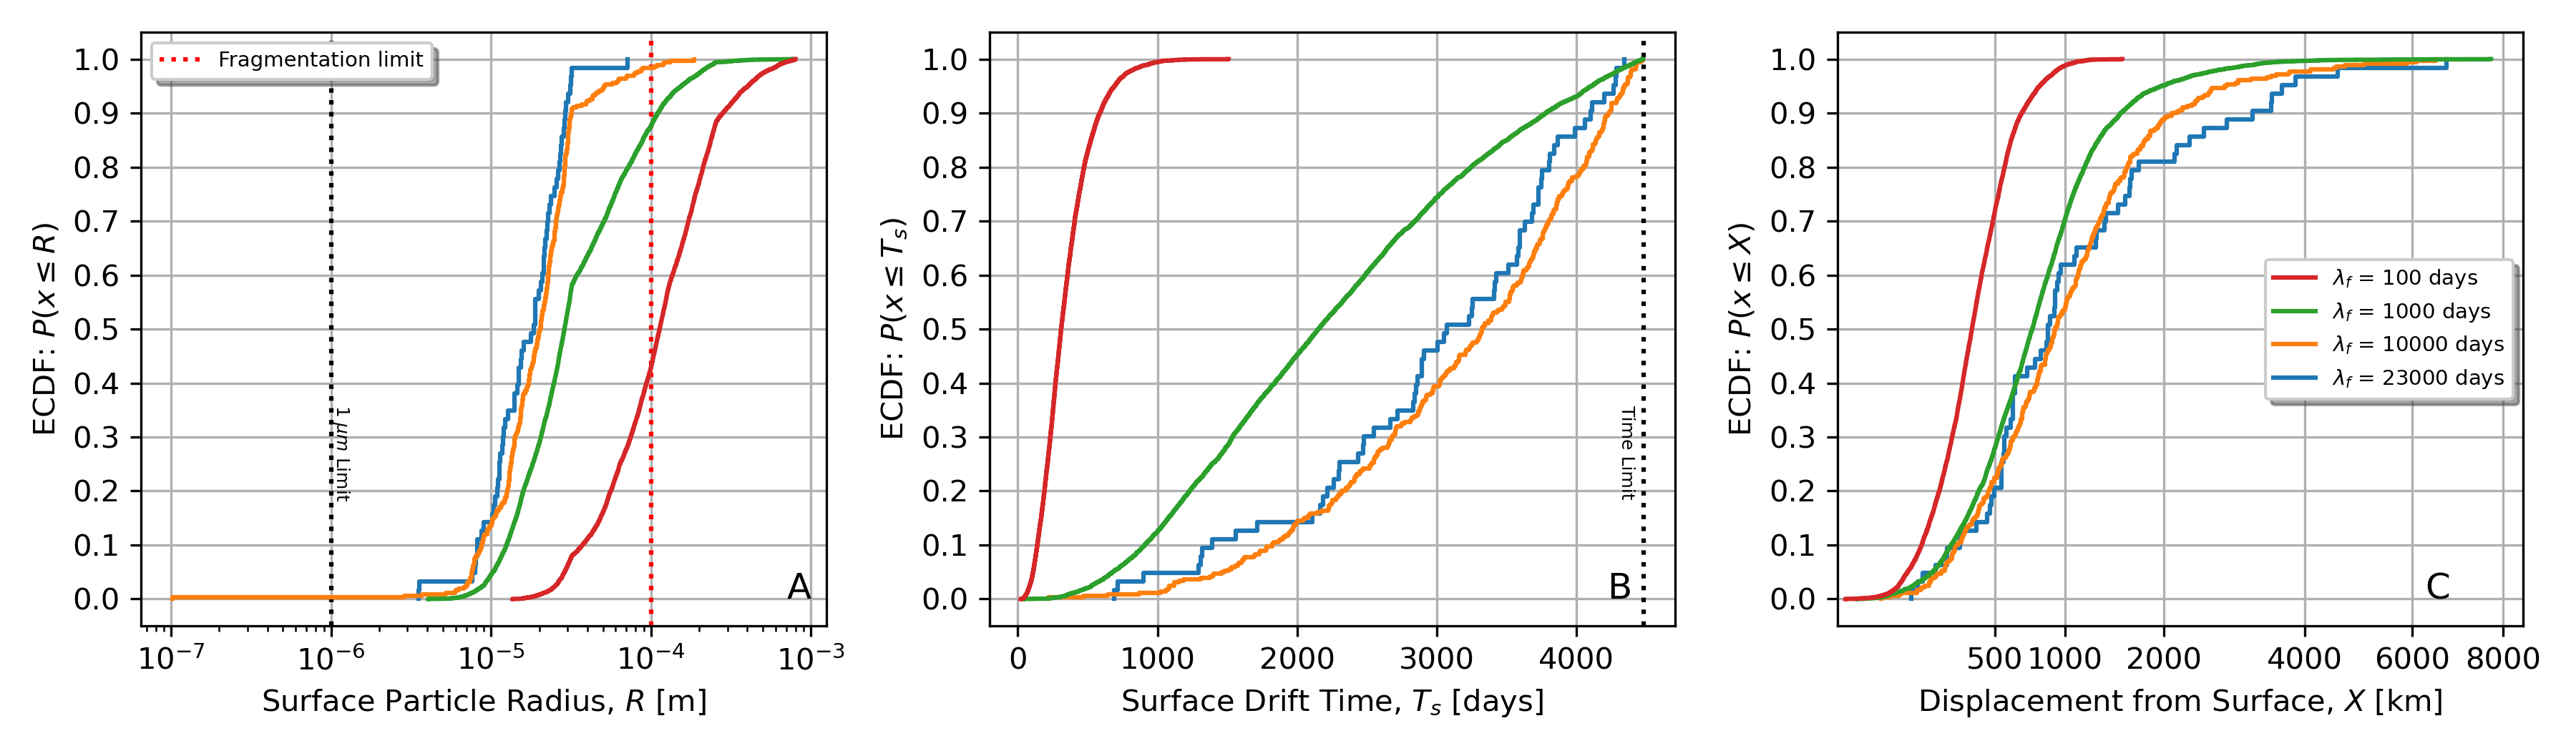 ECDF: P(x ≤ R)
1.0
0.9
0.8
0.7
0.6
0.5
0.4
0.3
0.2
0.1
0.0
Fragmentation limit
1 μm Limit
A
10⁻⁷ 10⁻⁶ 10⁻⁵ 10⁻⁴ 10⁻³
Surface Particle Radius, R [m]
ECDF: P(x ≤ Tₛ)
1.0
0.9
0.8
0.7
0.6
0.5
0.4
0.3
0.2
0.1
0.0
Time Limit
B
0 1000 2000 3000 4000
Surface Drift Time, Tₛ [days]
ECDF: P(x ≤ X)
1.0
0.9
0.8
0.7
0.6
0.5
0.4
0.3
0.2
0.1
0.0
λf = 100 days
λf = 1000 days
λf = 10000 days
λf = 23000 days
C
500 1000 2000 4000 6000 8000
Displacement from Surface, X [km]